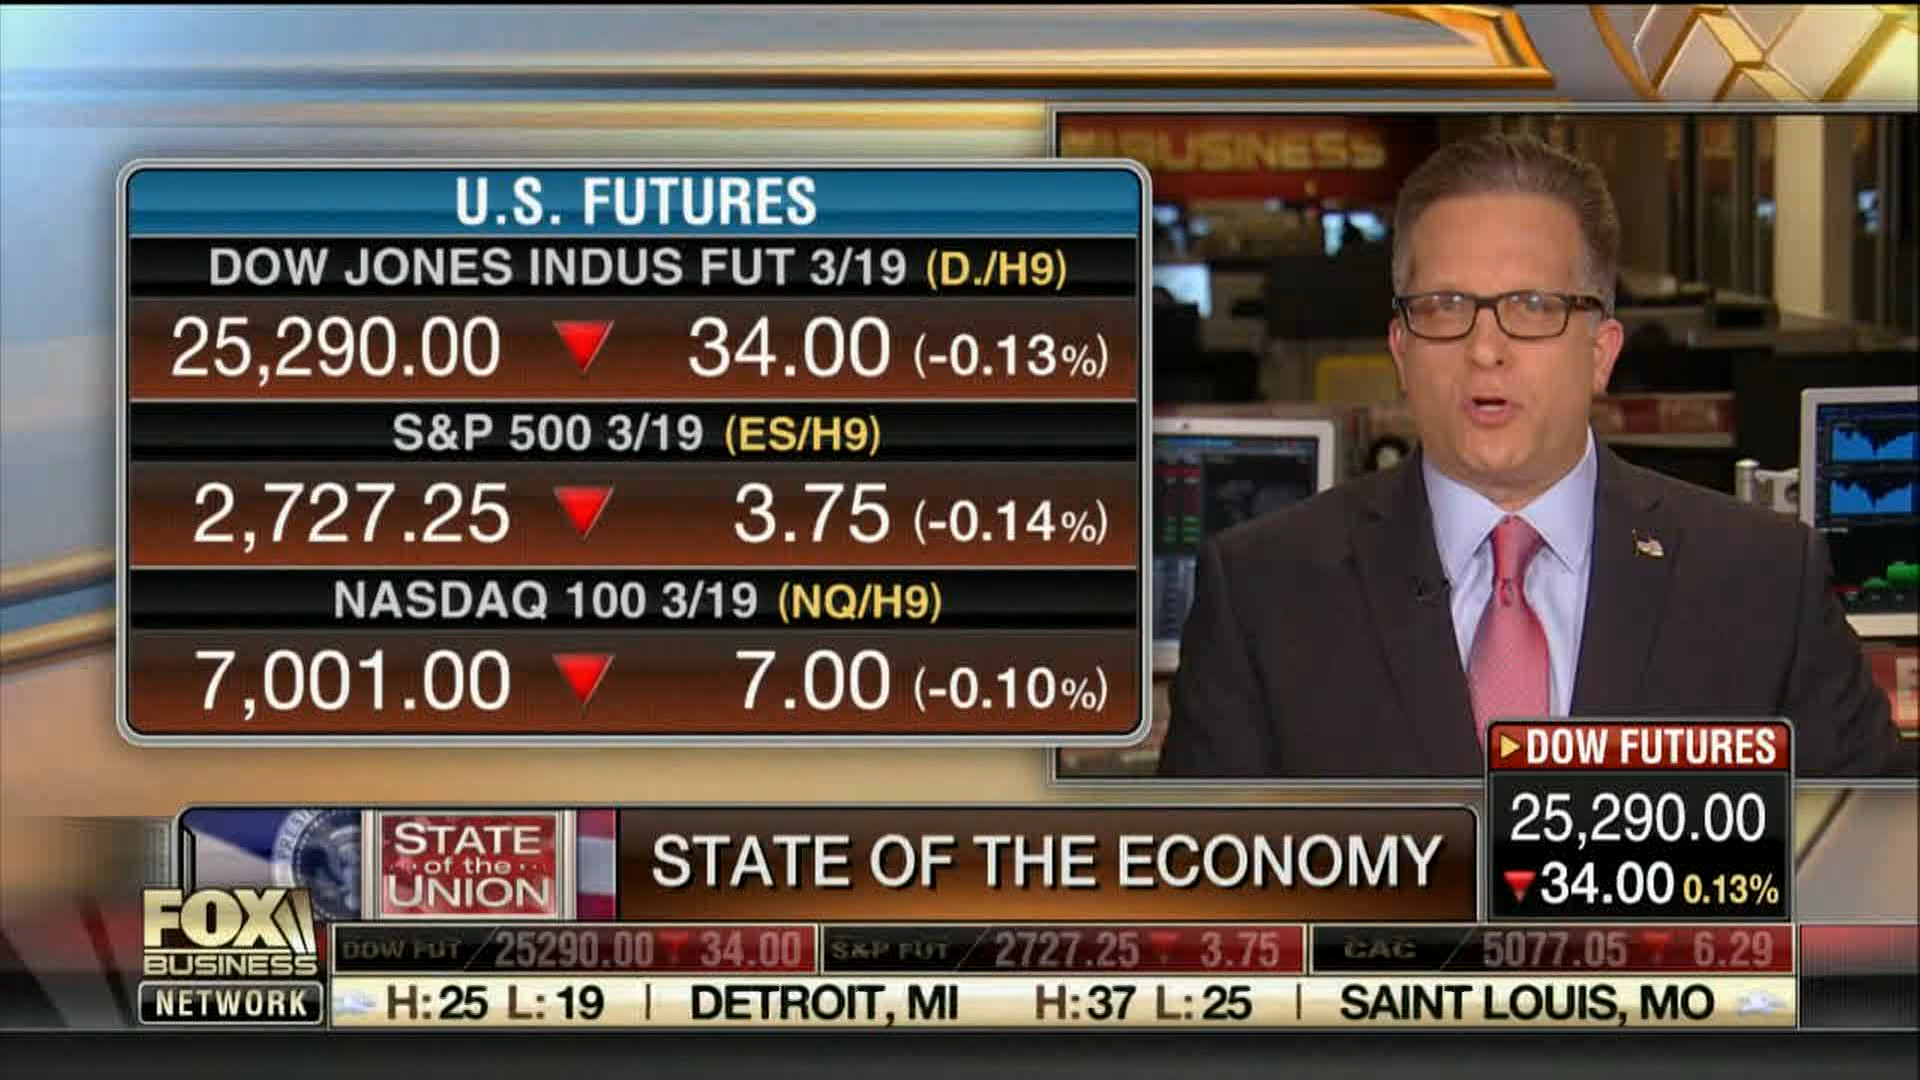 BUSINESS
U.S. FUTURES
DOW JONES INDUS FUT 3/19 (D./H9)
25,290.00 ▼ 34.00 (-0.13%)
S&P 500 3/19 (ES/H9)
2,727.25 ▼ 3.75 (-0.14%)
NASDAQ 100 3/19 (NQ/H9)
7,001.00 ▼ 7.00 (-0.10%)
DOW FUTURES
25,290.00
▼34.00 0.13%
STATE
of the
UNION
STATE OF THE ECONOMY
FOX
BUSINESS
NETWORK
DOW FUT 25290.00 ▼ 34.00 S&P FUT 2727.25 ▼ 3.75 CAC 5077.05 ▼ 6.29
H:25 L:19 | DETROIT, MI H:37 L:25 | SAINT LOUIS, MO